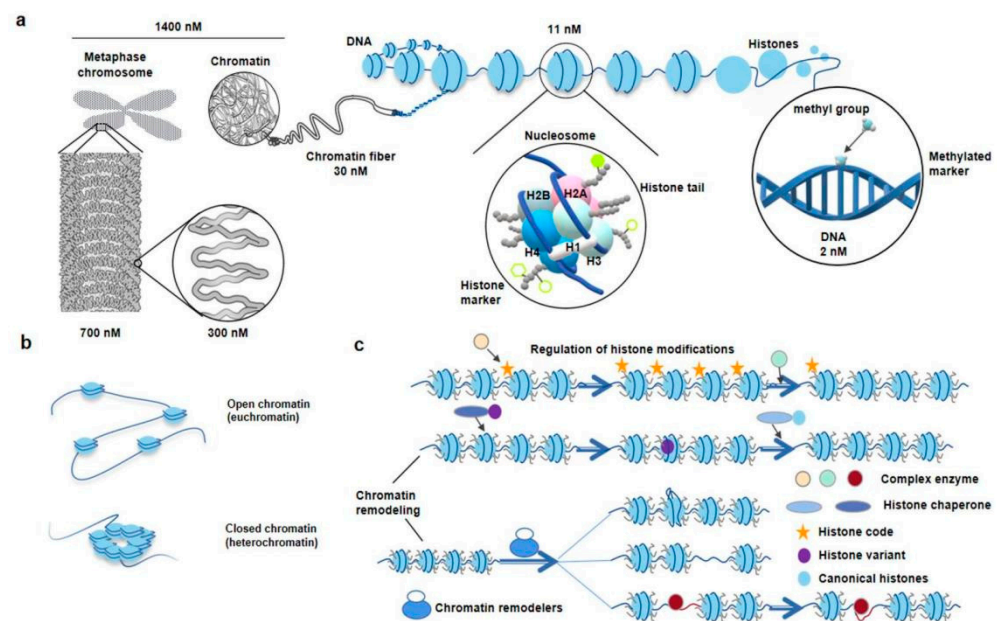 a
1400 nM
Metaphase
chromosome
Chromatin
DNA
11 nM
Histones
Chromatin fiber
30 nM
Nucleosome
H2B
H2A
H4
H1
H3
Histone tail
Histone
marker
methyl group
Methylated
marker
DNA
2 nM
700 nM
300 nM
b
Open chromatin
(euchromatin)
Closed chromatin
(heterochromatin)
c
Regulation of histone modifications
Chromatin
remodeling
Chromatin remodelers
Complex enzyme
Histone chaperone
Histone code
Histone variant
Canonical histones